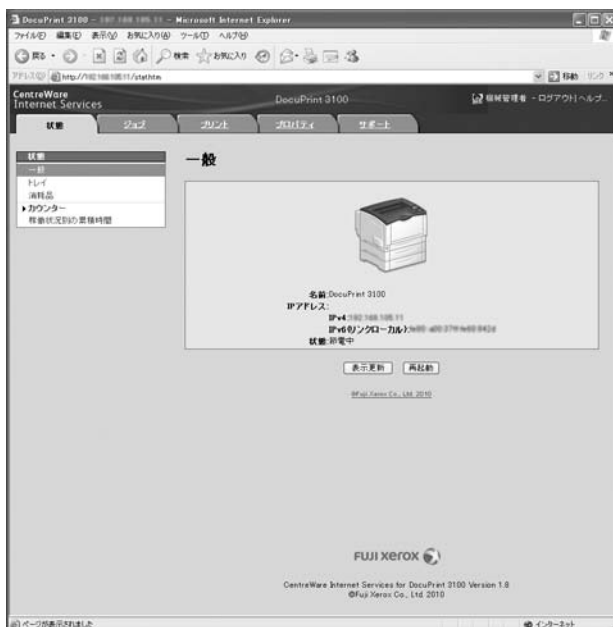 DocuPrint 3100 - - Microsoft Internet Explorer
ファイル(F) 編集(E) 表示(V) お気に入り(A) ツール(T) ヘルプ(H)
戻る 検索 お気に入り
アドレス(D) http:// /stat.htm 移動 リンク
CentreWare
Internet Services
DocuPrint 3100
機械管理者 - ログアウト ヘルプ
状態 ジョブ プリント プロパティ サポート
状態
一般
トレイ
消耗品
カウンター
稼働状況別の累積時間
一般
名前:DocuPrint 3100
IPアドレス:
IPv4:
IPv6(リンクローカル):
状態:節電中
表示更新 再起動
©Fuji Xerox Co., Ltd. 2010
FUJI XEROX
CentreWare Internet Services for DocuPrint 3100 Version 1.8
©Fuji Xerox Co., Ltd. 2010
ページが表示されました インターネット